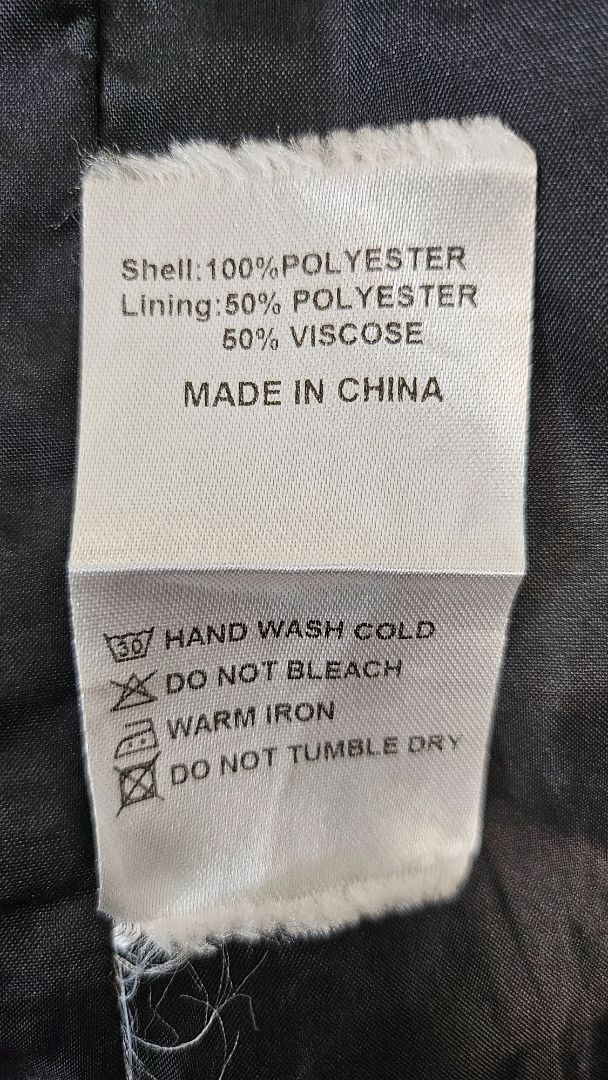 Shell:100%POLYESTER
Lining:50% POLYESTER
50% VISCOSE
MADE IN CHINA
30 HAND WASH COLD
DO NOT BLEACH
WARM IRON
DO NOT TUMBLE DRY